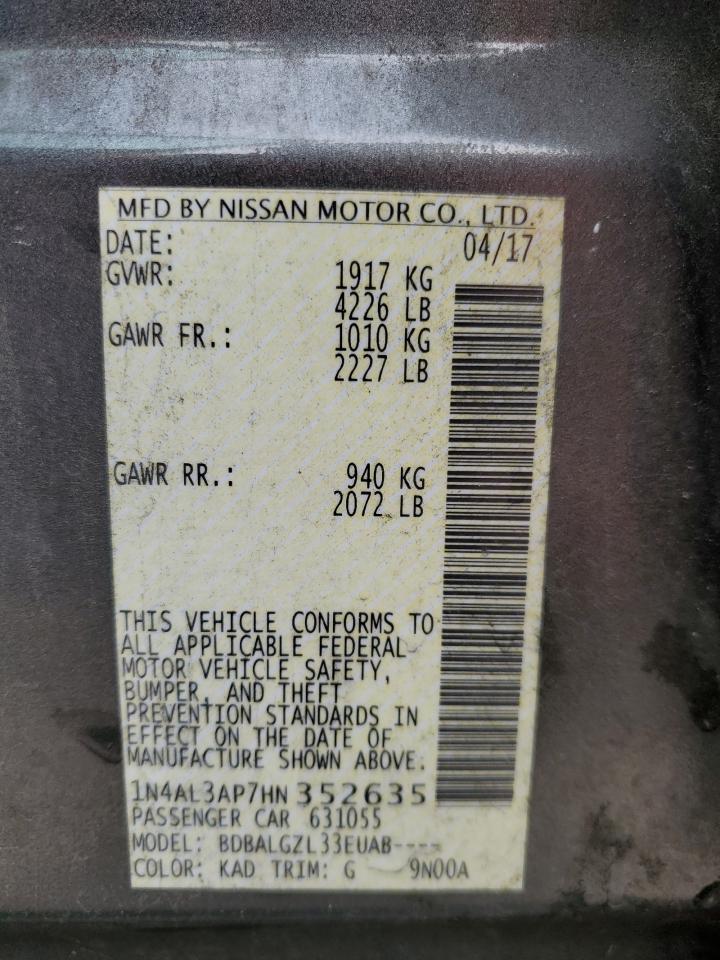 MFD BY NISSAN MOTOR CO., LTD.
DATE: 04/17
GVWR: 1917 KG
4226 LB
GAWR FR.: 1010 KG
2227 LB
GAWR RR.: 940 KG
2072 LB
THIS VEHICLE CONFORMS TO
ALL APPLICABLE FEDERAL
MOTOR VEHICLE SAFETY,
BUMPER, AND THEFT
PREVENTION STANDARDS IN
EFFECT ON THE DATE OF
MANUFACTURE SHOWN ABOVE.
1N4AL3AP7HN352635
PASSENGER CAR 631055
MODEL: BDBALGZL33EUAB----
COLOR: KAD TRIM: G 9N00A